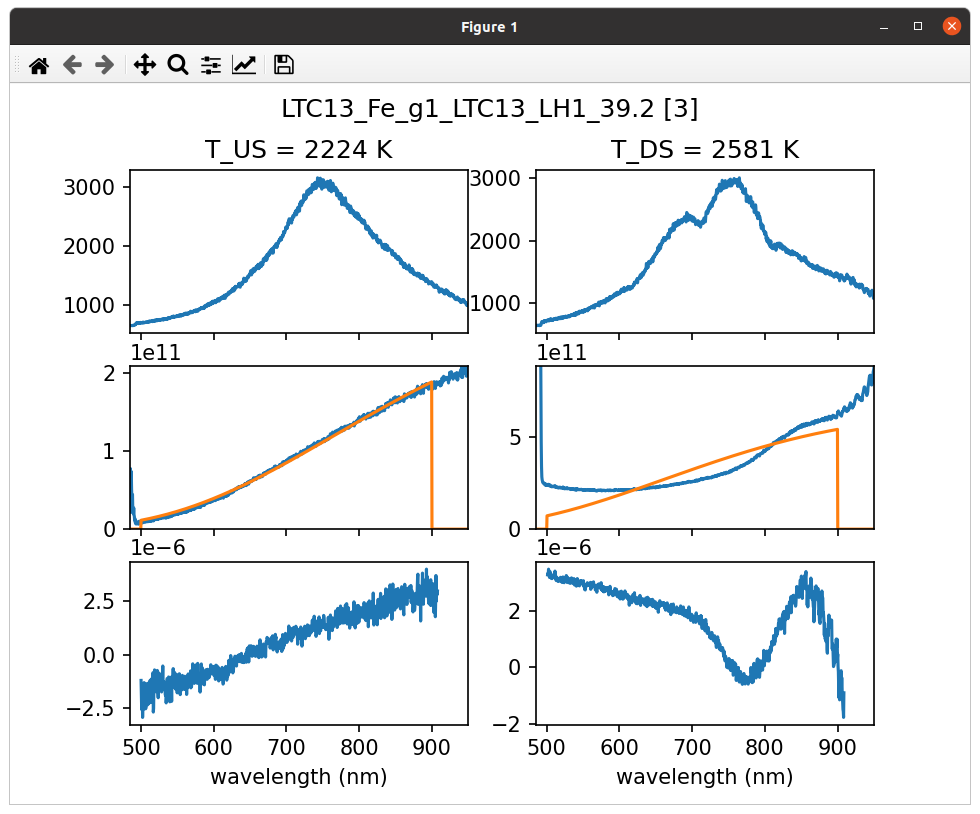 Figure 1
LTC13_Fe_g1_LTC13_LH1_39.2 [3]
T_US = 2224 K
3000
2000
1000
T_DS = 2581 K
3000
2000
1000
1e11
2
1
0
1e11
5
0
1e−6
2.5
0.0
−2.5
500 600 700 800 900
wavelength (nm)
1e−6
2
0
−2
500 600 700 800 900
wavelength (nm)